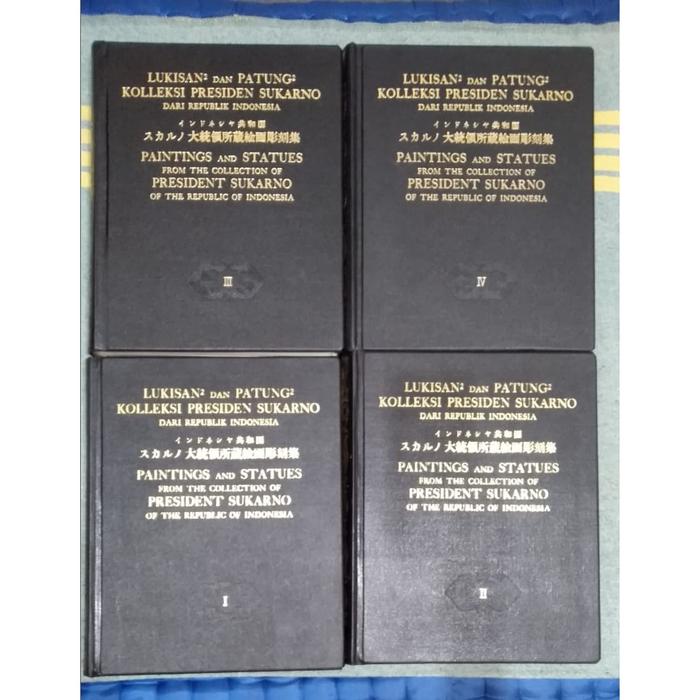 LUKISAN² DAN PATUNG²
KOLLEKSI PRESIDEN SUKARNO
DARI REPUBLIK INDONESIA
インドネシヤ共和国
スカルノ大統領所蔵絵画彫刻集
PAINTINGS AND STATUES
FROM THE COLLECTION OF
PRESIDENT SUKARNO
OF THE REPUBLIC OF INDONESIA
III
LUKISAN² DAN PATUNG²
KOLLEKSI PRESIDEN SUKARNO
DARI REPUBLIK INDONESIA
インドネシヤ共和国
スカルノ大統領所蔵絵画彫刻集
PAINTINGS AND STATUES
FROM THE COLLECTION OF
PRESIDENT SUKARNO
OF THE REPUBLIC OF INDONESIA
IV
LUKISAN² DAN PATUNG²
KOLLEKSI PRESIDEN SUKARNO
DARI REPUBLIK INDONESIA
インドネシヤ共和国
スカルノ大統領所蔵絵画彫刻集
PAINTINGS AND STATUES
FROM THE COLLECTION OF
PRESIDENT SUKARNO
OF THE REPUBLIC OF INDONESIA
I
LUKISAN² DAN PATUNG²
KOLLEKSI PRESIDEN SUKARNO
DARI REPUBLIK INDONESIA
インドネシヤ共和国
スカルノ大統領所蔵絵画彫刻集
PAINTINGS AND STATUES
FROM THE COLLECTION OF
PRESIDENT SUKARNO
OF THE REPUBLIC OF INDONESIA
II